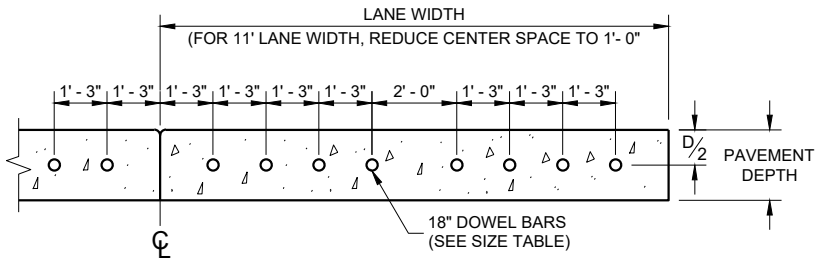 LANE WIDTH
(FOR 11' LANE WIDTH, REDUCE CENTER SPACE TO 1'- 0"
1' - 3" 1' - 3" 1' - 3" 1' - 3" 1' - 3" 1' - 3" 2' - 0" 1' - 3" 1' - 3" 1' - 3"
D/2
PAVEMENT
DEPTH
18" DOWEL BARS
(SEE SIZE TABLE)
℄